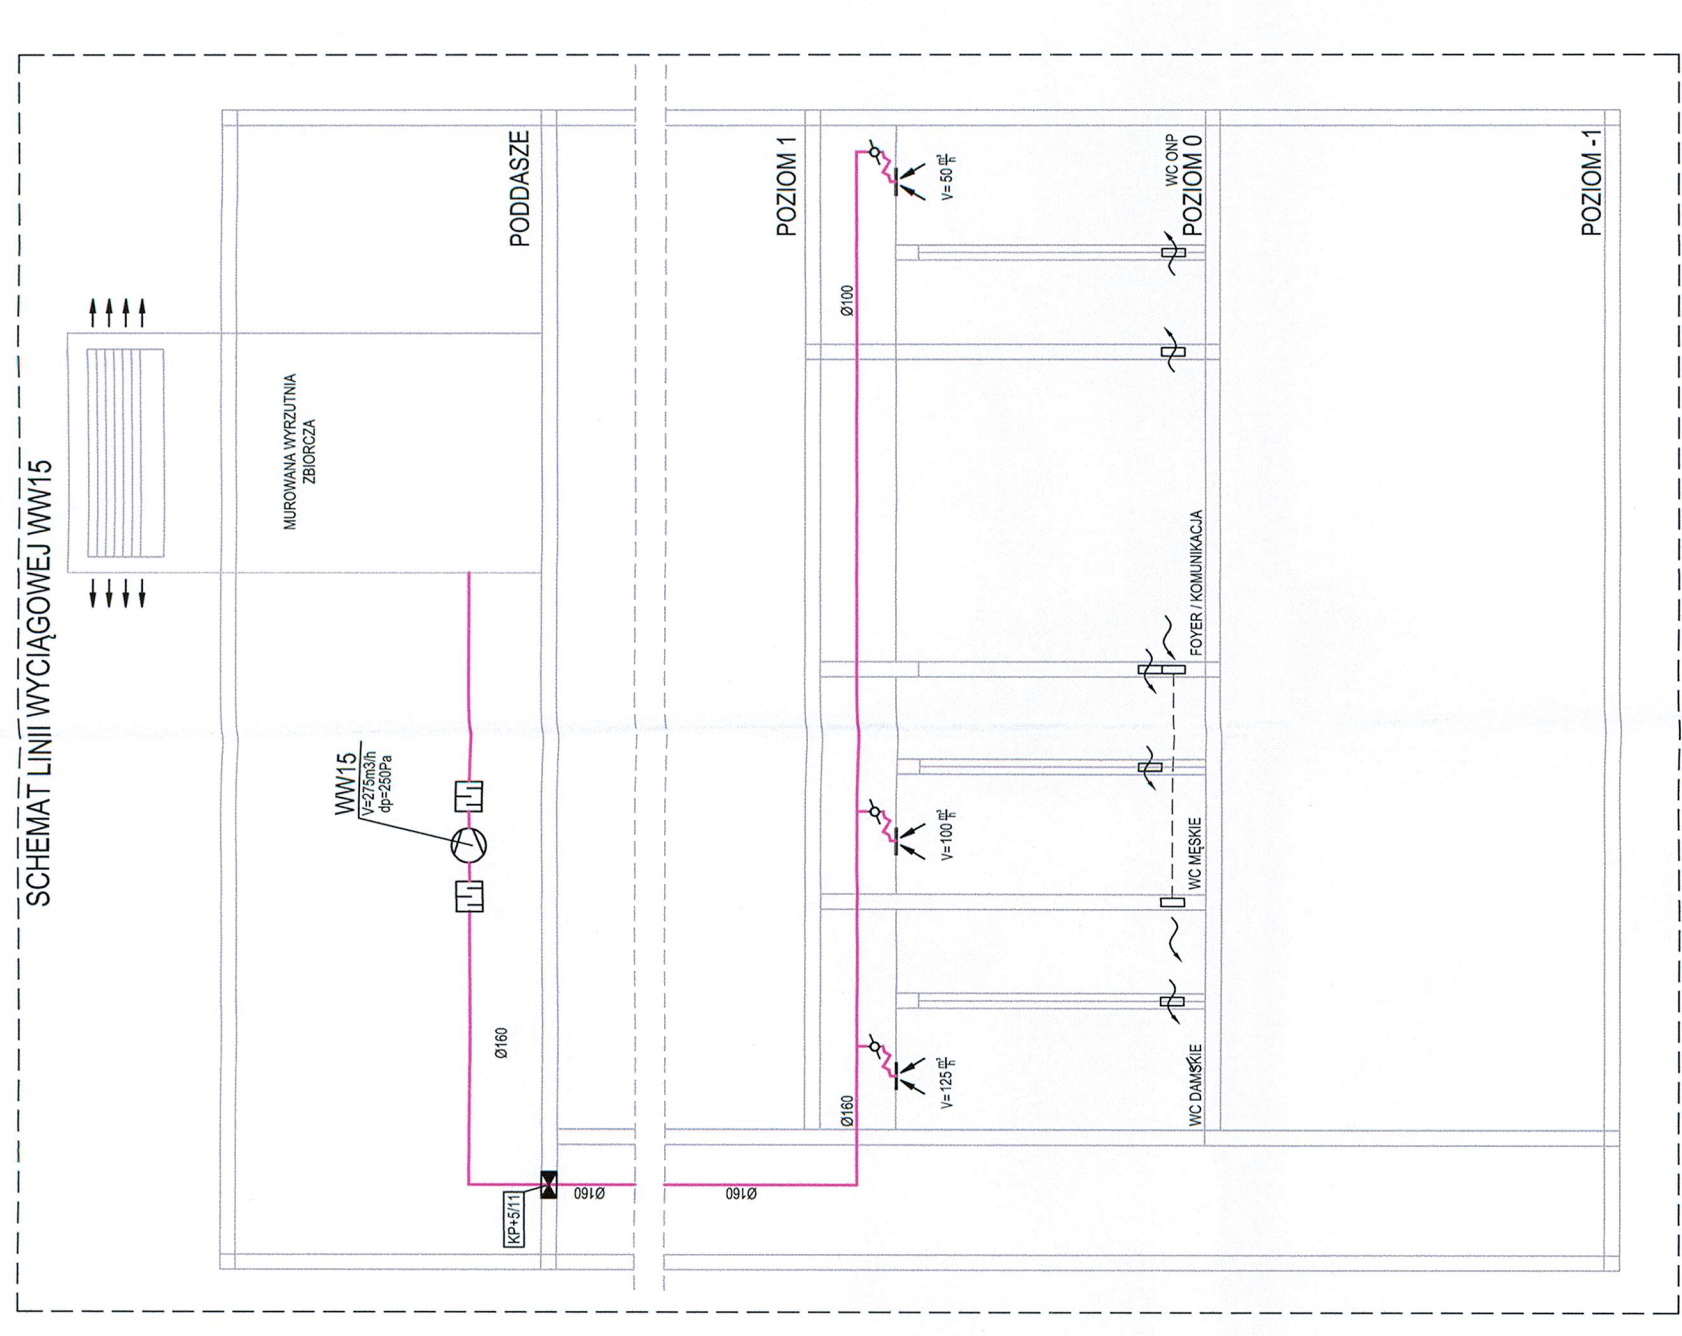 SCHEMAT LINII WYCIĄGOWEJ WW15
MUROWANA WYRZUTNIA
ZBIORCZA
WW15
V=275m3/h
dp=250Pa
PODDASZE
Ø160
KP+5/11
Ø160
Ø160
POZIOM 1
Ø160
Ø100
V=125 m³/h
V=100 m³/h
V=50 m³/h
WC DAMSKIE
WC MĘSKIE
FOYER / KOMUNIKACJA
WC ONP
POZIOM 0
POZIOM -1